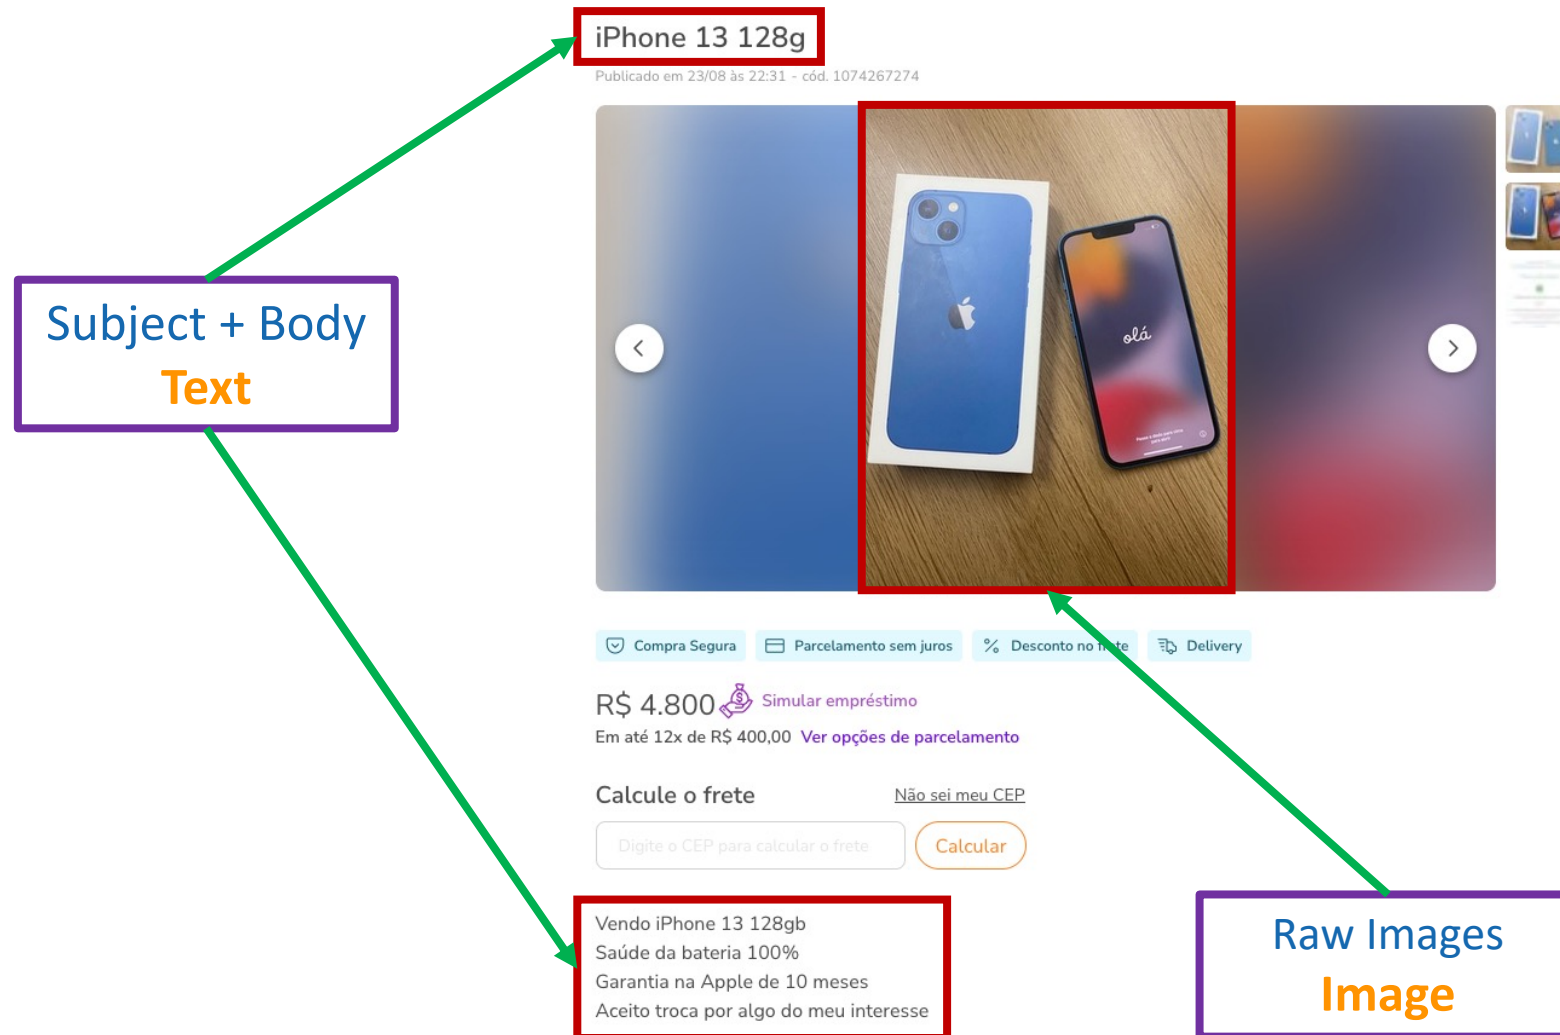 iPhone 13 128g
Publicado em 23/08 às 22:31 - cód. 1074267274
olá
Subject + Body
Text
Compra Segura
Parcelamento sem juros
Desconto no frete
Delivery
R$ 4.800
Simular empréstimo
Em até 12x de R$ 400,00 Ver opções de parcelamento
Calcule o frete
Não sei meu CEP
Digite o CEP para calcular o frete
Calcular
Vendo iPhone 13 128gb
Saúde da bateria 100%
Garantia na Apple de 10 meses
Aceito troca por algo do meu interesse
Raw Images
Image